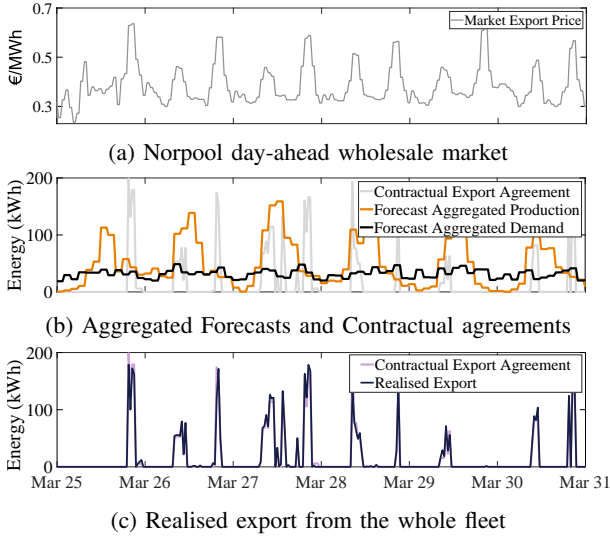 0.7
Market Export Price
€/MWh
0.5
0.3
(a) Norpool day-ahead wholesale market
200
Contractual Export Agreement
Forecast Aggregated Production
Forecast Aggregated Demand
Energy (kWh)
100
0
(b) Aggregated Forecasts and Contractual agreements
200
Contractual Export Agreement
Realised Export
Energy (kWh)
100
0
Mar 25 Mar 26 Mar 27 Mar 28 Mar 29 Mar 30 Mar 31
(c) Realised export from the whole fleet